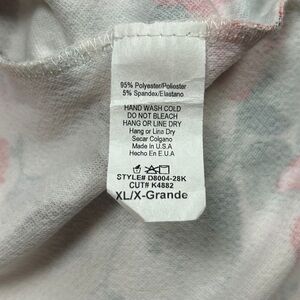 95% Polyester/Poliester
5% Spandex/Elastano
HAND WASH COLD
DO NOT BLEACH
HANG OR LINE DRY
Hang or Line Dry
Secar Colgano
Made In U.S.A
Hecho En E.U.A
STYLE# D8004-28K
CUT# K4882
XL/X-Grande